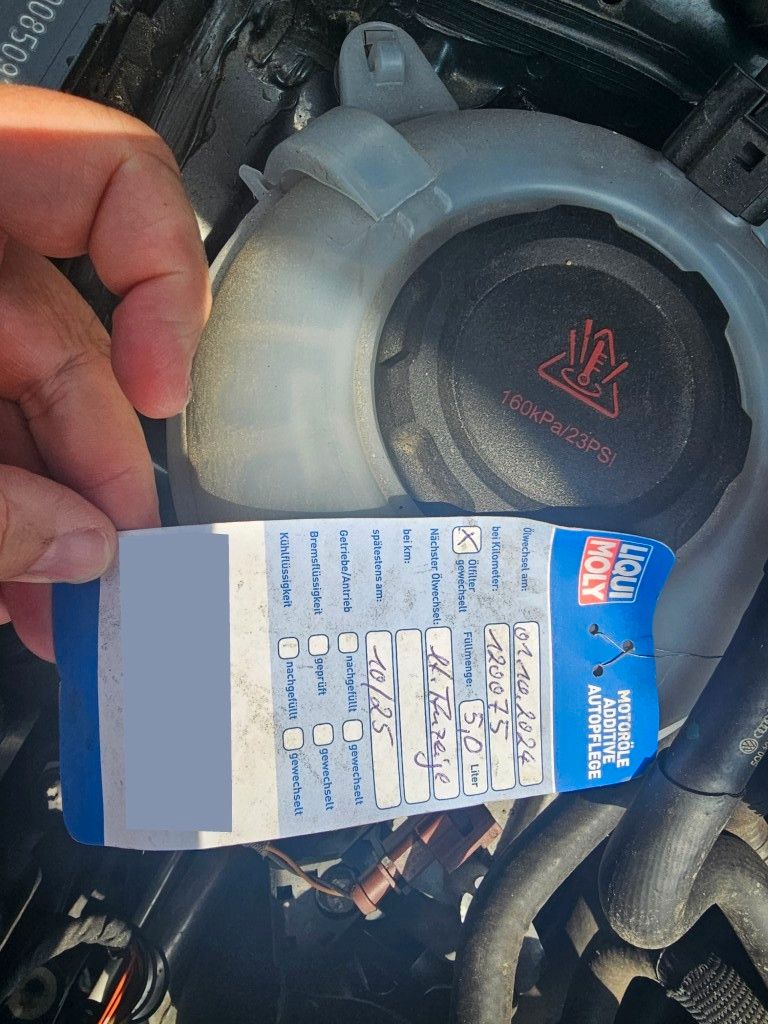 008509
160kPa/23PSI
LIQUI
MOLY
MOTORÖLE
ADDITIVE
AUTOPFLEGE
Ölwechsel am: 01.10.2024
bei Kilometer: 120075
X Ölfilter gewechselt Füllmenge: 5,0 Liter
Nächster Ölwechsel: lt. Anzeige
bei km:
spätestens am: 10/25
Getriebe/Antrieb nachgefüllt gewechselt
Bremsflüssigkeit geprüft gewechselt
Kühlflüssigkeit nachgefüllt gewechselt